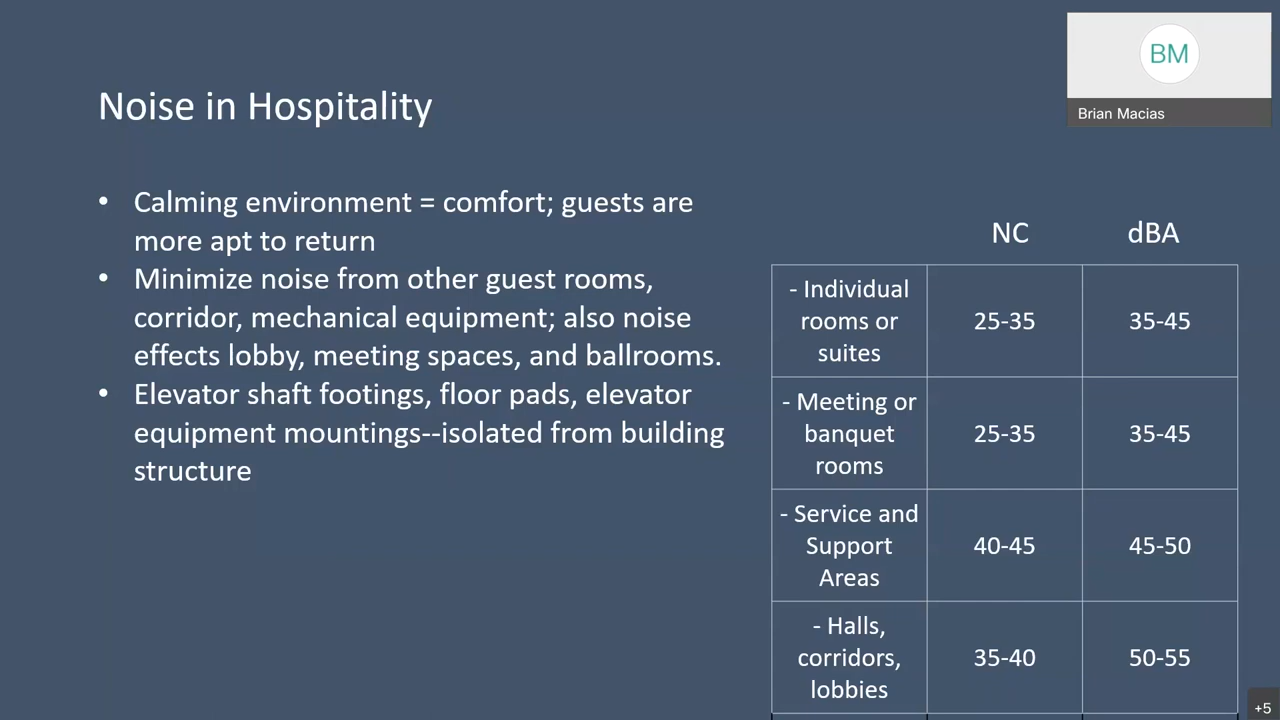 BM
Brian Macias
Noise in Hospitality
• Calming environment = comfort; guests are
more apt to return
• Minimize noise from other guest rooms,
corridor, mechanical equipment; also noise
effects lobby, meeting spaces, and ballrooms.
• Elevator shaft footings, floor pads, elevator
equipment mountings--isolated from building
structure
NC dBA
- Individual
rooms or
suites
25-35 35-45
- Meeting or
banquet
rooms
25-35 35-45
- Service and
Support
Areas
40-45 45-50
- Halls,
corridors,
lobbies
35-40 50-55
+5